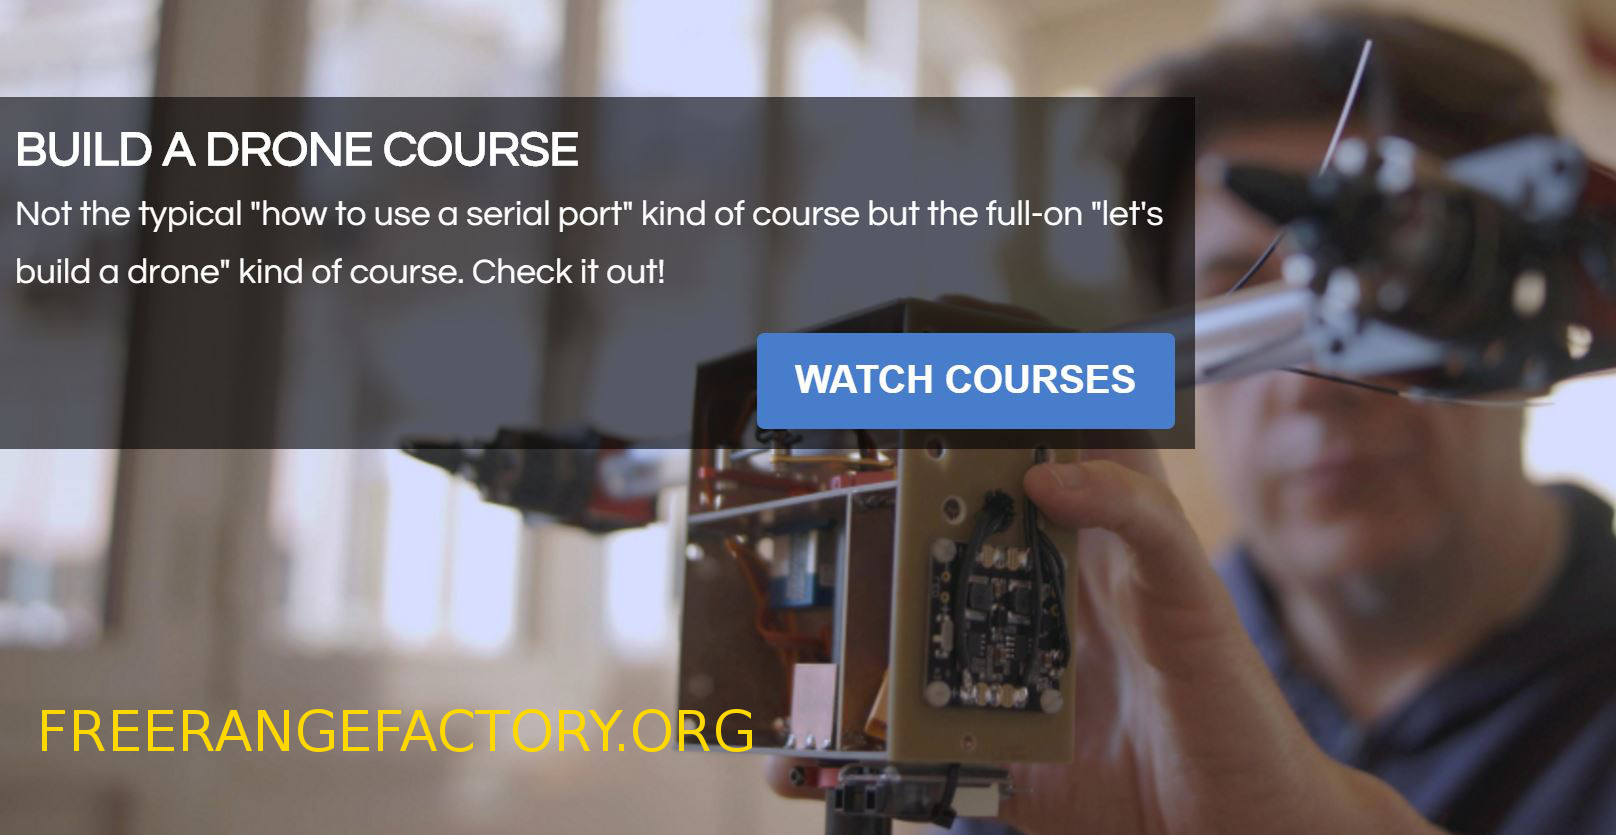 BUILD A DRONE COURSE
Not the typical "how to use a serial port" kind of course but the full-on "let's
build a drone" kind of course. Check it out!
WATCH COURSES
FREERANGEFACTORY.ORG